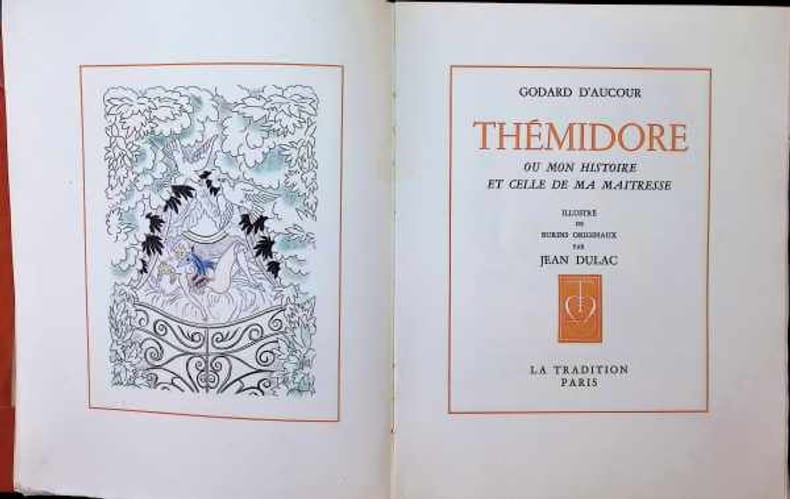 GODARD D'AUCOUR
THÉMIDORE
OU MON HISTOIRE
ET CELLE DE MA MAITRESSE
ILLUSTRÉ
DE
BURINS ORIGINAUX
PAR
JEAN DULAC
LA TRADITION
PARIS